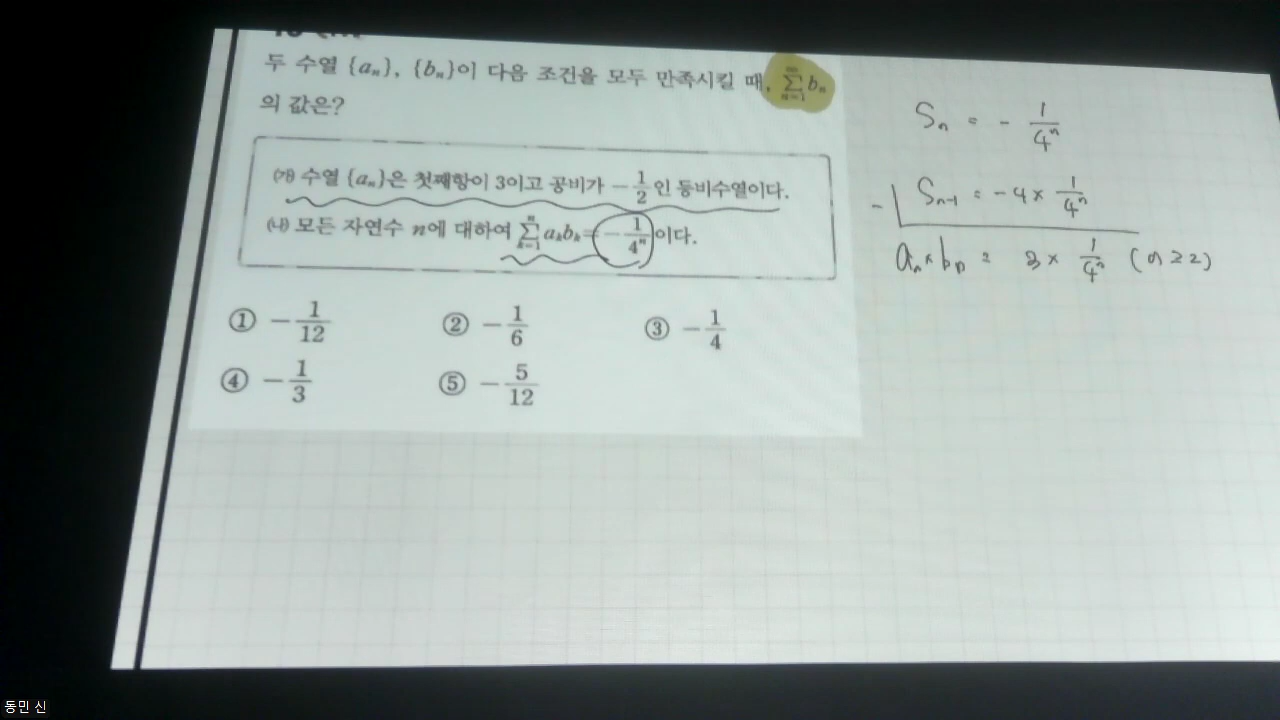 두 수열 {aₙ}, {bₙ}이 다음 조건을 모두 만족시킬 때, ∑_{n=1}^{∞} bₙ
의 값은?
㈎ 수열 {aₙ}은 첫째항이 3이고 공비가 -1/2인 등비수열이다.
㈏ 모든 자연수 n에 대하여 ∑_{k=1}^{n} aₖbₖ = -1/4ⁿ이다.
① -1/12 ② -1/6 ③ -1/4
④ -1/3 ⑤ -5/12
Sₙ = - 1/4ⁿ
- Sₙ₋₁ = -4 × 1/4ⁿ
aₙ × bₙ = 3 × 1/4ⁿ (n ≥ 2)
동민 신